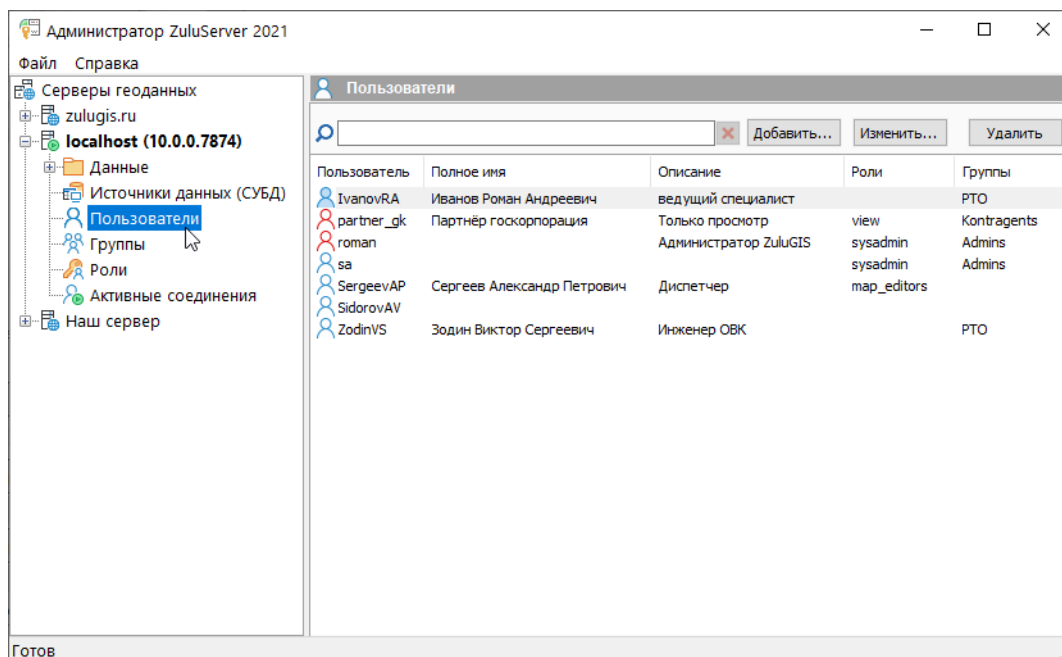 Администратор ZuluServer 2021
Файл Справка
Серверы геоданных
zulugis.ru
localhost (10.0.0.7874)
Данные
Источники данных (СУБД)
Пользователи
Группы
Роли
Активные соединения
Наш сервер
Пользователи
Добавить... Изменить... Удалить
Пользователь Полное имя Описание Роли Группы
IvanovRA Иванов Роман Андреевич ведущий специалист ПТО
partner_gk Партнёр госкорпорация Только просмотр view Kontragents
roman Администратор ZuluGIS sysadmin Admins
sa sysadmin Admins
SergeevAP Сергеев Александр Петрович Диспетчер map_editors
SidorovAV
ZodinVS Зодин Виктор Сергеевич Инженер ОВК ПТО
Готов